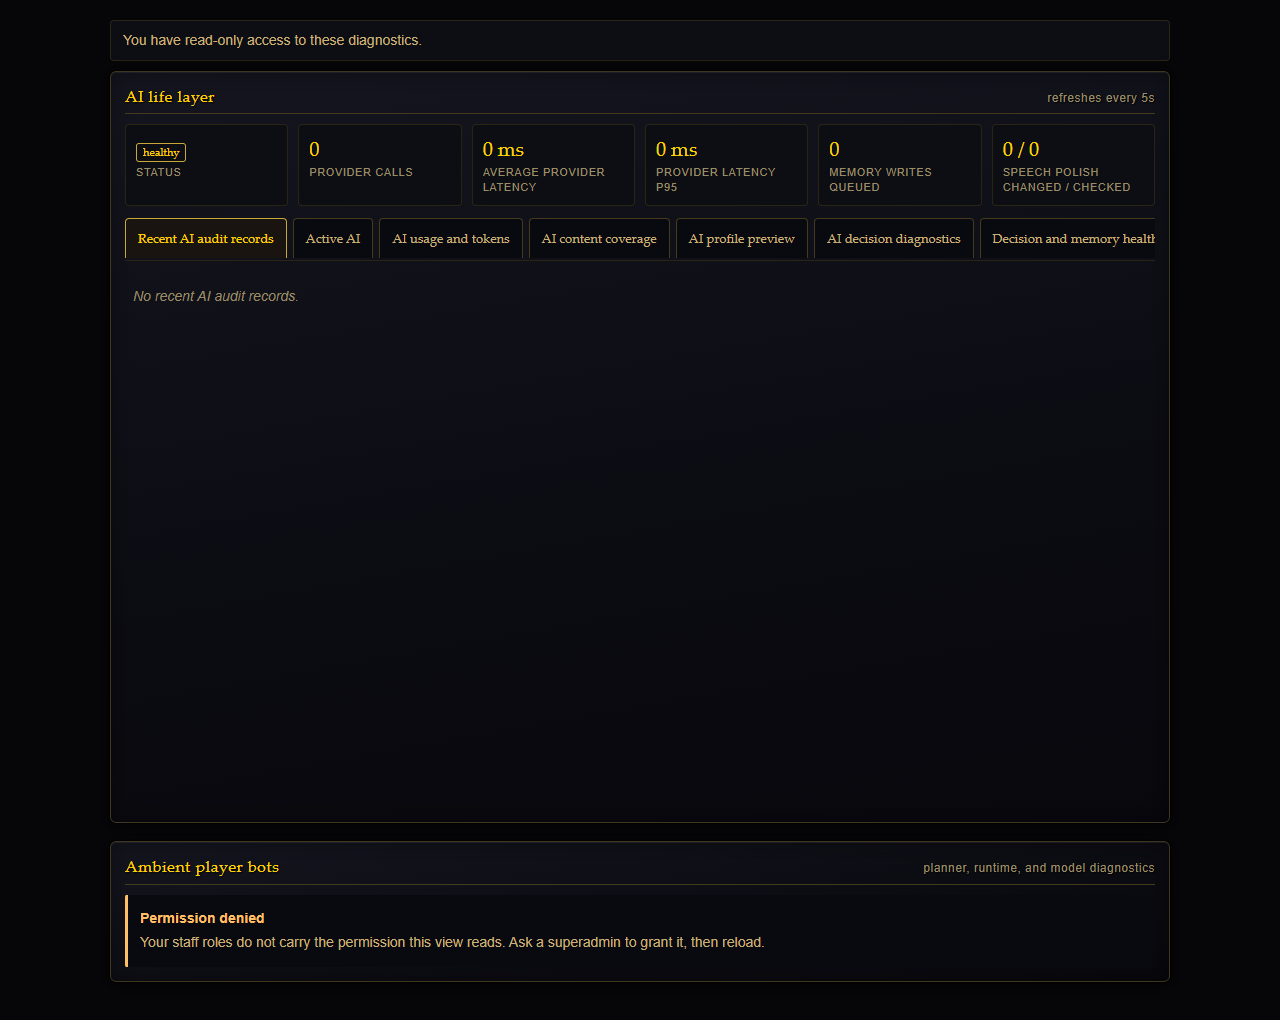 You have read-only access to these diagnostics.
AI life layer
refreshes every 5s
healthy
STATUS
0
PROVIDER CALLS
0 ms
AVERAGE PROVIDER
LATENCY
0 ms
PROVIDER LATENCY
P95
0
MEMORY WRITES
QUEUED
0 / 0
SPEECH POLISH
CHANGED / CHECKED
Recent AI audit records
Active AI
AI usage and tokens
AI content coverage
AI profile preview
AI decision diagnostics
Decision and memory health
No recent AI audit records.
Ambient player bots
planner, runtime, and model diagnostics
Permission denied
Your staff roles do not carry the permission this view reads. Ask a superadmin to grant it, then reload.